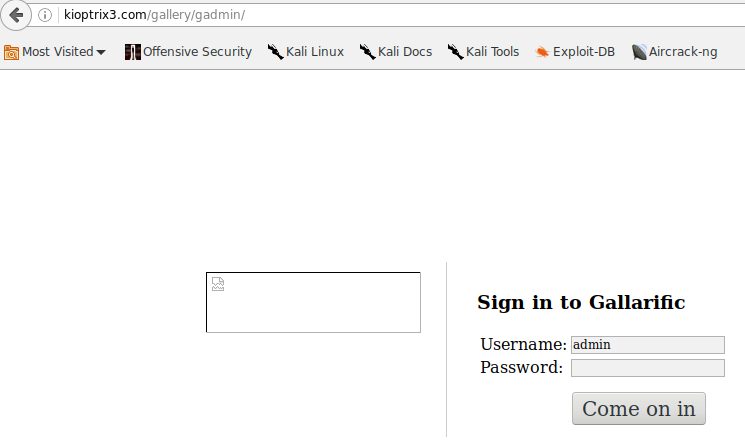 kioptrix3.com/gallery/gadmin/
Most Visited Offensive Security Kali Linux Kali Docs Kali Tools Exploit-DB Aircrack-ng
Sign in to Gallarific
Username: admin
Password:
Come on in